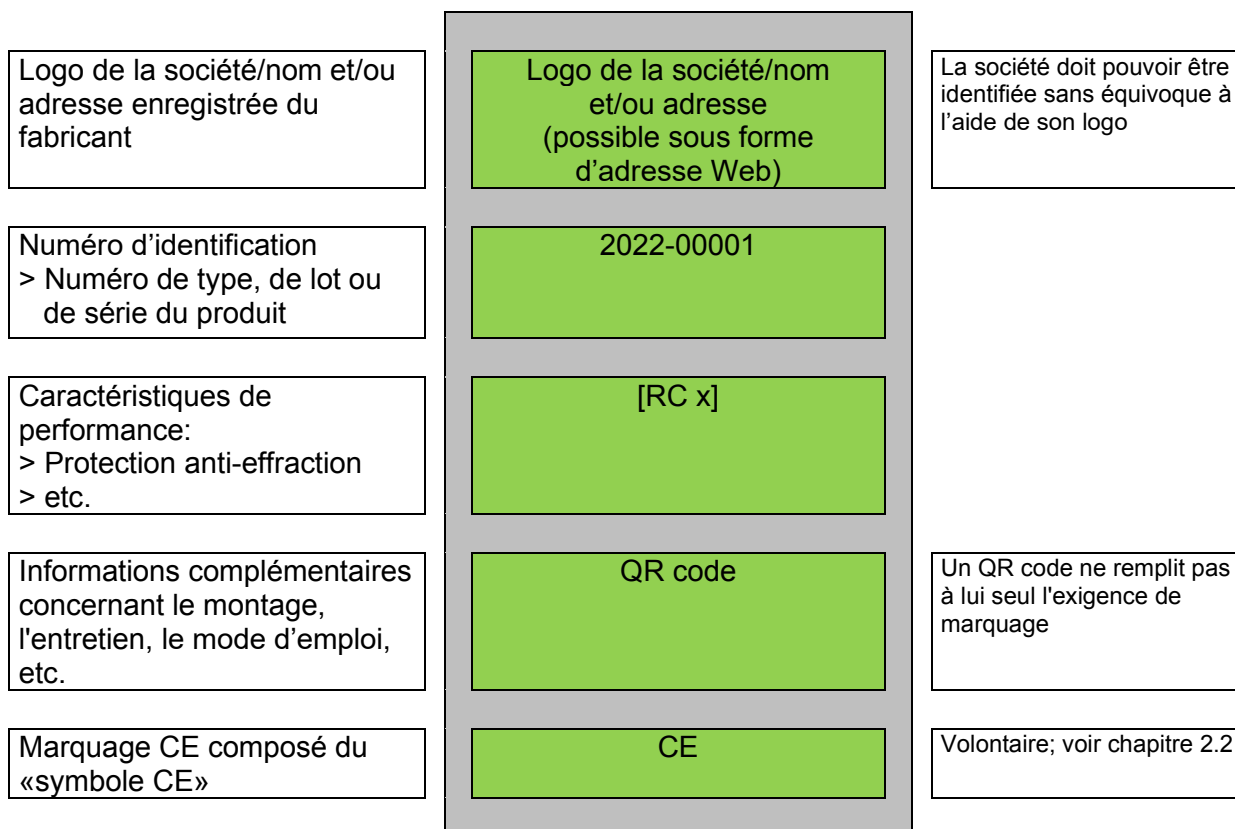 Logo de la société/nom et/ou
adresse enregistrée du
fabricant
Logo de la société/nom
et/ou adresse
(possible sous forme
d’adresse Web)
La société doit pouvoir être
identifiée sans équivoque à
l’aide de son logo
Numéro d’identification
> Numéro de type, de lot ou
de série du produit
2022-00001
Caractéristiques de
performance:
> Protection anti-effraction
> etc.
[RC x]
Informations complémentaires
concernant le montage,
l'entretien, le mode d’emploi,
etc.
QR code
Un QR code ne remplit pas
à lui seul l'exigence de
marquage
Marquage CE composé du
«symbole CE»
CE
Volontaire; voir chapitre 2.2